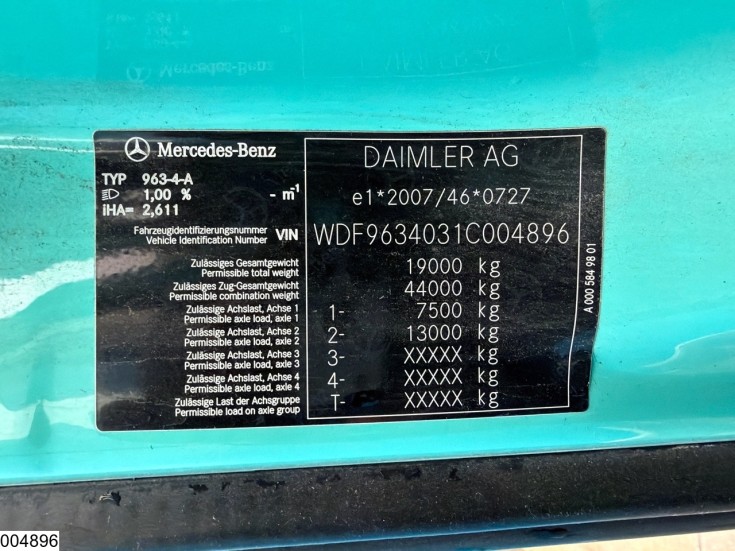 Mercedes-Benz
DAIMLER AG
TYP 963-4-A
1,00 % - m⁻¹
iHA= 2,611
e1*2007/46*0727
Fahrzeugidentifizierungsnummer
Vehicle Identification Number VIN WDF9634031C004896
Zulässiges Gesamtgewicht
Permissible total weight 19000 kg
Zulässiges Zug-Gesamtgewicht
Permissible combination weight 44000 kg
Zulässige Achslast, Achse 1
Permissible axle load, axle 1 1- 7500 kg
Zulässige Achslast, Achse 2
Permissible axle load, axle 2 2- 13000 kg
Zulässige Achslast, Achse 3
Permissible axle load, axle 3 3- XXXXX kg
Zulässige Achslast, Achse 4
Permissible axle load, axle 4 4- XXXXX kg
Zulässige Last der Achsgruppe
Permissible load on axle group T- XXXXX kg
A 000 584 98 01
004896